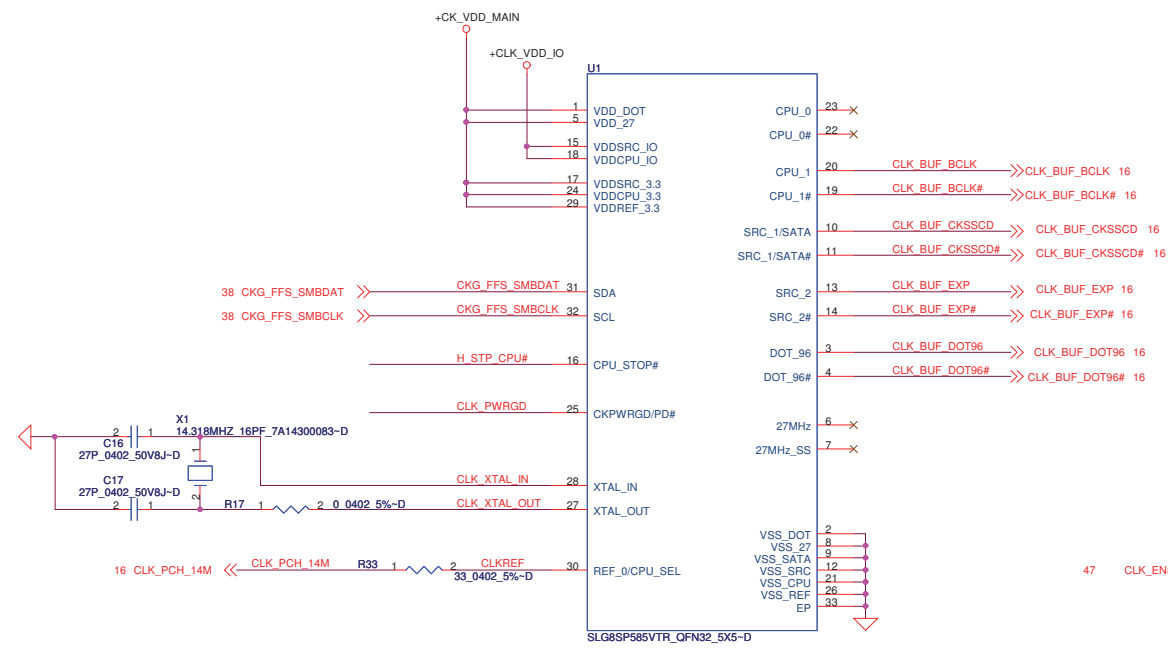 +CK_VDD_MAIN
+CLK_VDD_IO
U1
1 VDD_DOT
5 VDD_27
15 VDDSRC_IO
18 VDDCPU_IO
17 VDDSRC_3.3
24 VDDCPU_3.3
29 VDDREF_3.3
CPU_0 23
CPU_0# 22
CPU_1 20 CLK_BUF_BCLK CLK_BUF_BCLK 16
CPU_1# 19 CLK_BUF_BCLK# CLK_BUF_BCLK# 16
SRC_1/SATA 10 CLK_BUF_CKSSCD CLK_BUF_CKSSCD 16
SRC_1/SATA# 11 CLK_BUF_CKSSCD# CLK_BUF_CKSSCD# 16
38 CKG_FFS_SMBDAT CKG_FFS_SMBDAT 31 SDA
SRC_2 13 CLK_BUF_EXP CLK_BUF_EXP 16
38 CKG_FFS_SMBCLK CKG_FFS_SMBCLK 32 SCL
SRC_2# 14 CLK_BUF_EXP# CLK_BUF_EXP# 16
DOT_96 3 CLK_BUF_DOT96 CLK_BUF_DOT96 16
H_STP_CPU# 16 CPU_STOP#
DOT_96# 4 CLK_BUF_DOT96# CLK_BUF_DOT96# 16
CLK_PWRGD 25 CKPWRGD/PD#
27MHz 6
27MHz_SS 7
X1
14.318MHZ_16PF_7A14300083~D
2 1
C16
27P_0402_50V8J~D
1
C17
27P_0402_50V8J~D
2
CLK_XTAL_IN 28 XTAL_IN
2 1 R17 1 2 0_0402_5%~D CLK_XTAL_OUT 27 XTAL_OUT
VSS_DOT 2
VSS_27 8
VSS_SATA 9
VSS_SRC 12
VSS_CPU 21
VSS_REF 26
EP 33
16 CLK_PCH_14M CLK_PCH_14M R33 1 2 CLKREF 30 REF_0/CPU_SEL
33_0402_5%~D
47 CLK_EN
SLG8SP585VTR_QFN32_5X5~D